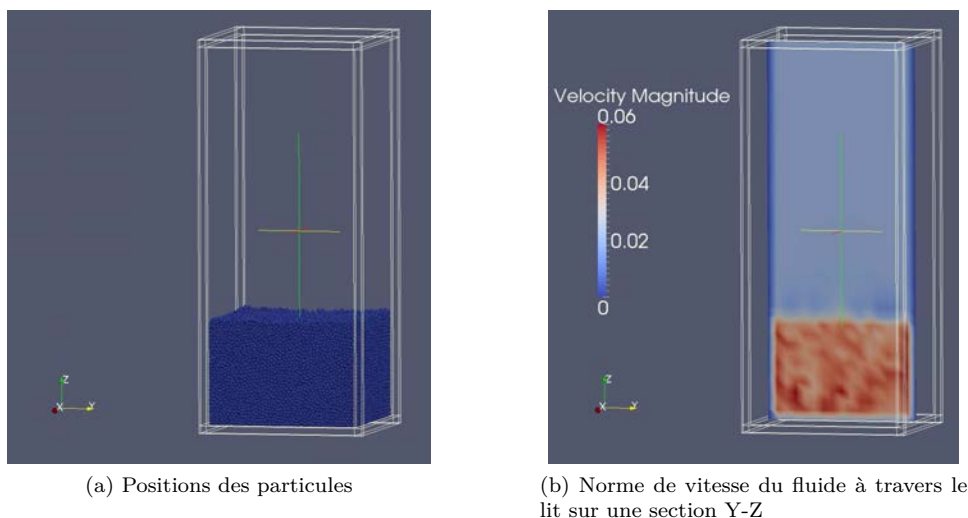 Z
X
Y
(a) Positions des particules
Velocity Magnitude
0.06
0.04
0.02
0
Z
X
Y
(b) Norme de vitesse du fluide à travers le
lit sur une section Y-Z